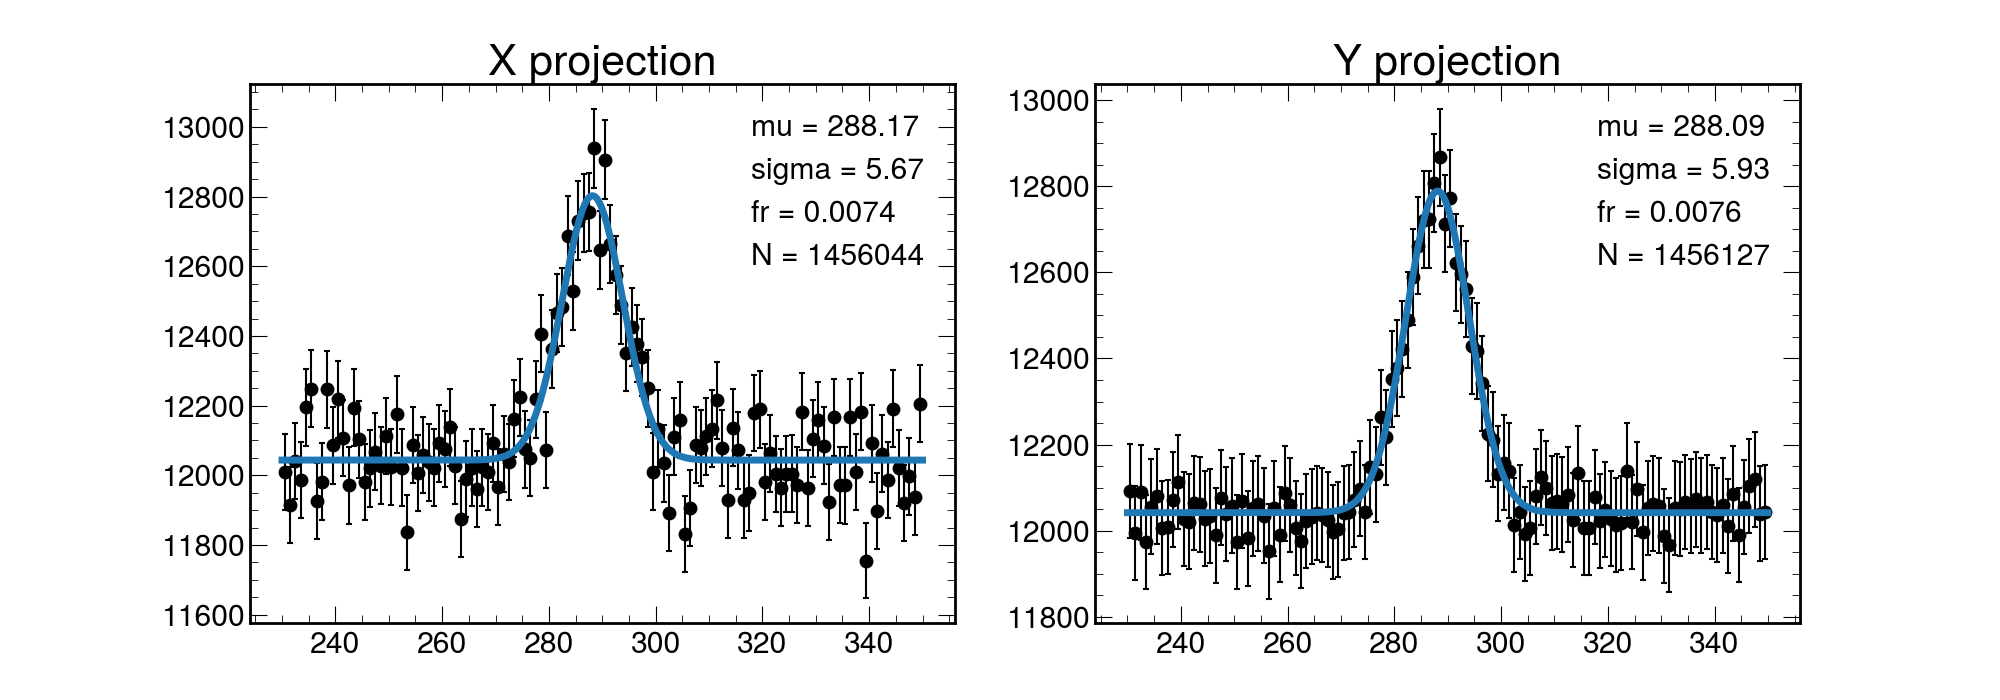 X projection
mu = 288.17
sigma = 5.67
fr = 0.0074
N = 1456044
13000
12800
12600
12400
12200
12000
11800
11600
240 260 280 300 320 340
Y projection
mu = 288.09
sigma = 5.93
fr = 0.0076
N = 1456127
13000
12800
12600
12400
12200
12000
11800
240 260 280 300 320 340